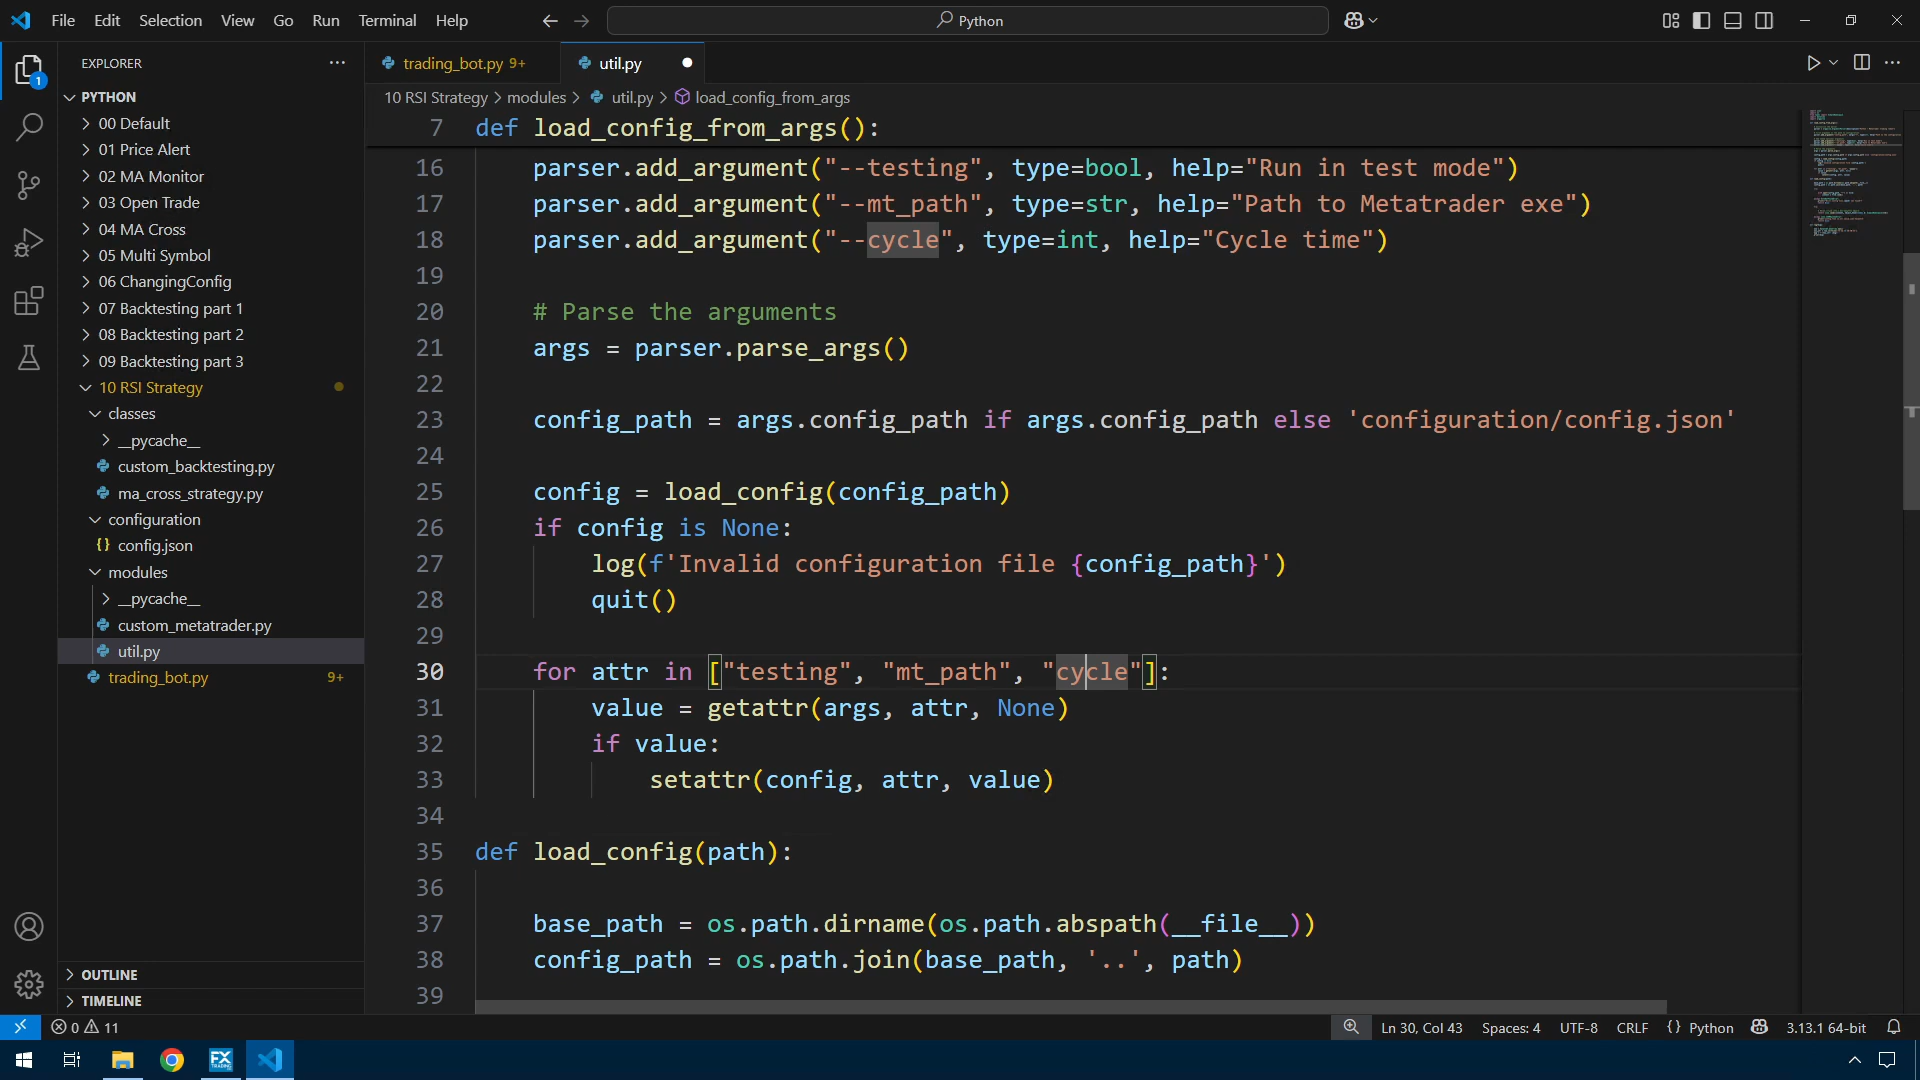 File Edit Selection View Go Run Terminal Help
Python
EXPLORER
PYTHON
00 Default
01 Price Alert
02 MA Monitor
03 Open Trade
04 MA Cross
05 Multi Symbol
06 ChangingConfig
07 Backtesting part 1
08 Backtesting part 2
09 Backtesting part 3
10 RSI Strategy
classes
__pycache__
custom_backtesting.py
ma_cross_strategy.py
configuration
{} config.json
modules
__pycache__
custom_metatrader.py
util.py
trading_bot.py 9+
OUTLINE
TIMELINE
1
trading_bot.py 9+
util.py
10 RSI Strategy > modules > util.py > load_config_from_args
7 def load_config_from_args():
16 parser.add_argument("--testing", type=bool, help="Run in test mode")
17 parser.add_argument("--mt_path", type=str, help="Path to Metatrader exe")
18 parser.add_argument("--cycle", type=int, help="Cycle time")
19
20 # Parse the arguments
21 args = parser.parse_args()
22
23 config_path = args.config_path if args.config_path else 'configuration/config.json'
24
25 config = load_config(config_path)
26 if config is None:
27 log(f'Invalid configuration file {config_path}')
28 quit()
29
30 for attr in ["testing", "mt_path", "cycle"]:
31 value = getattr(args, attr, None)
32 if value:
33 setattr(config, attr, value)
34
35 def load_config(path):
36
37 base_path = os.path.dirname(os.path.abspath(__file__))
38 config_path = os.path.join(base_path, '..', path)
39
0 11
Ln 30, Col 43 Spaces: 4 UTF-8 CRLF {} Python 3.13.1 64-bit
FX
TRADING